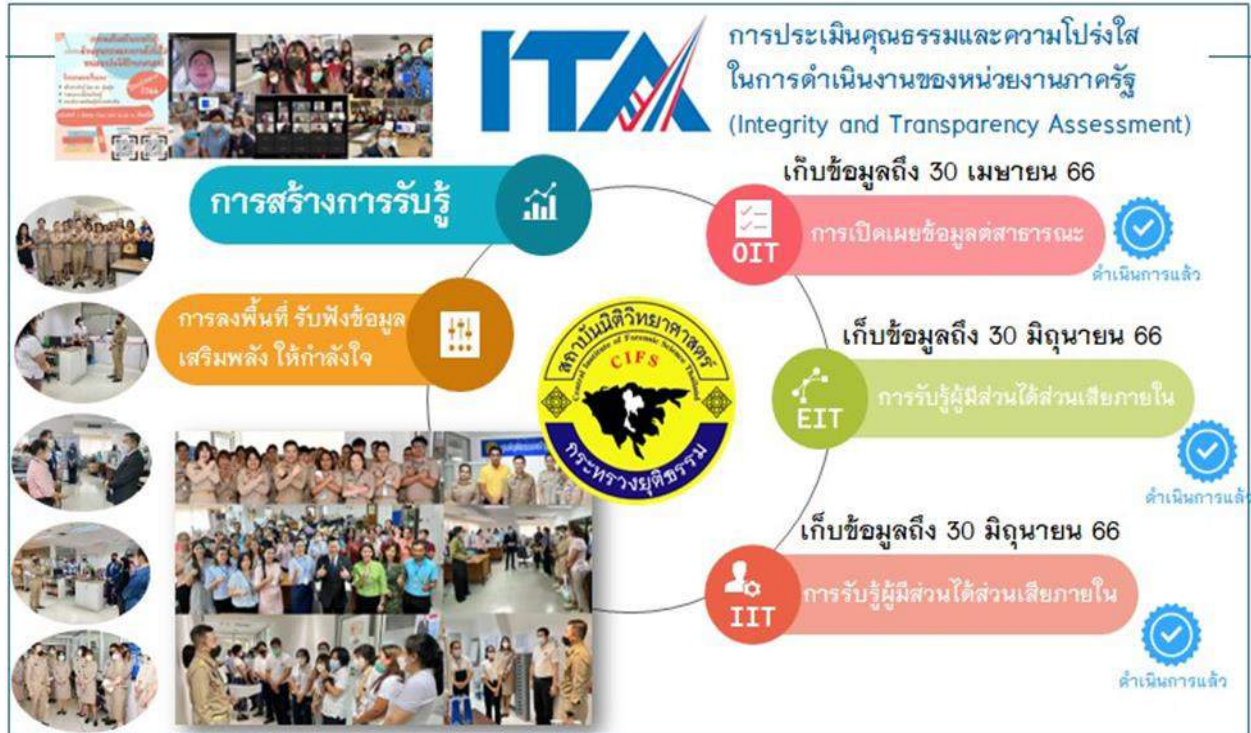 ITA
การประเมินคุณธรรมและความโปร่งใส
ในการดำเนินงานของหน่วยงานภาครัฐ
(Integrity and Transparency Assessment)
การสร้างการรับรู้
การลงพื้นที่ รับฟังข้อมูล
เสริมพลัง ให้กำลังใจ
เก็บข้อมูลถึง 30 เมษายน 66
OIT
การเปิดเผยข้อมูลต่สาธารณะ
ดำเนินการแล้ว
เก็บข้อมูลถึง 30 มิถุนายน 66
EIT
การรับรู้ผู้มีส่วนได้ส่วนเสียภายใน
ดำเนินการแล้ว
เก็บข้อมูลถึง 30 มิถุนายน 66
IIT
การรับรู้ผู้มีส่วนได้ส่วนเสียภายใน
ดำเนินการแล้ว
สถาบันนิติวิทยาศาสตร์
Central Institute of Forensic Science Thailand
CIFS
กระทรวงยุติธรรม